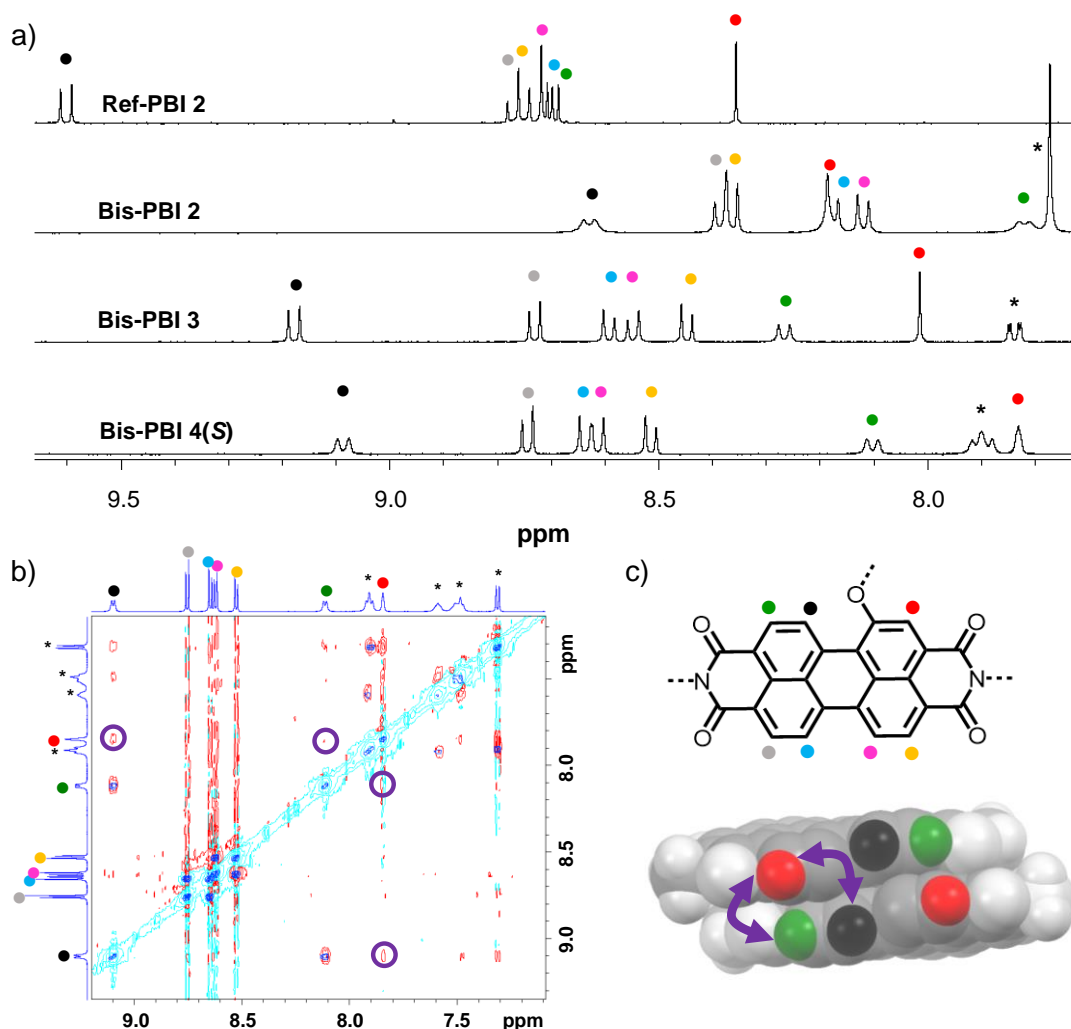 a)
Ref-PBI 2
*
Bis-PBI 2
Bis-PBI 3
*
Bis-PBI 4(S)
*
9.5 9.0 8.5 8.0
ppm
b)
* * * *
ppm
*
*
*
*
8.0
8.5
9.0
9.0 8.5 8.0 7.5 ppm
c)
O
O O
N N
O O